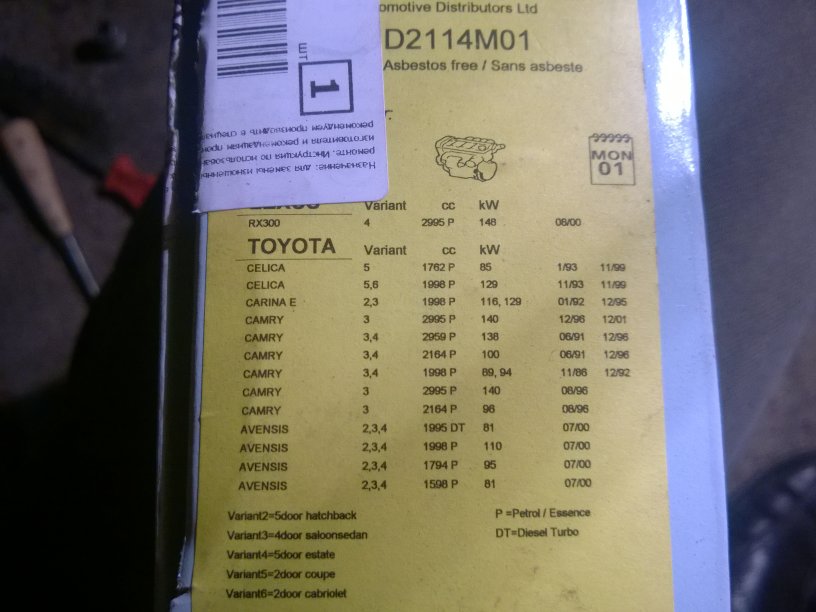 omotive Distributors Ltd
D2114M01
Asbestos free / Sans asbeste
ШТ
1
Назначение: для замены изношенны
ремонте. Инструкция по использова
изготовителя и рекомендациям прои
рекомендуем производить в специа
99999
MON
01
Variant cc kW
RX300 4 2995 P 148 08/00
TOYOTA Variant cc kW
CELICA 5 1762 P 85 1/93 11/99
CELICA 5,6 1998 P 129 11/93 11/99
CARINA E 2,3 1998 P 116, 129 01/92 12/95
CAMRY 3 2995 P 140 12/96 12/01
CAMRY 3,4 2959 P 138 06/91 12/96
CAMRY 3,4 2164 P 100 06/91 12/96
CAMRY 3,4 1998 P 89, 94 11/86 12/92
CAMRY 3 2995 P 140 08/96
CAMRY 3 2164 P 96 08/96
AVENSIS 2,3,4 1995 DT 81 07/00
AVENSIS 2,3,4 1998 P 110 07/00
AVENSIS 2,3,4 1794 P 95 07/00
AVENSIS 2,3,4 1598 P 81 07/00
Variant2=5door hatchback P =Petrol / Essence
Variant3=4door saloonsedan DT=Diesel Turbo
Variant4=5door estate
Variant5=2door coupe
Variant6=2door cabriolet